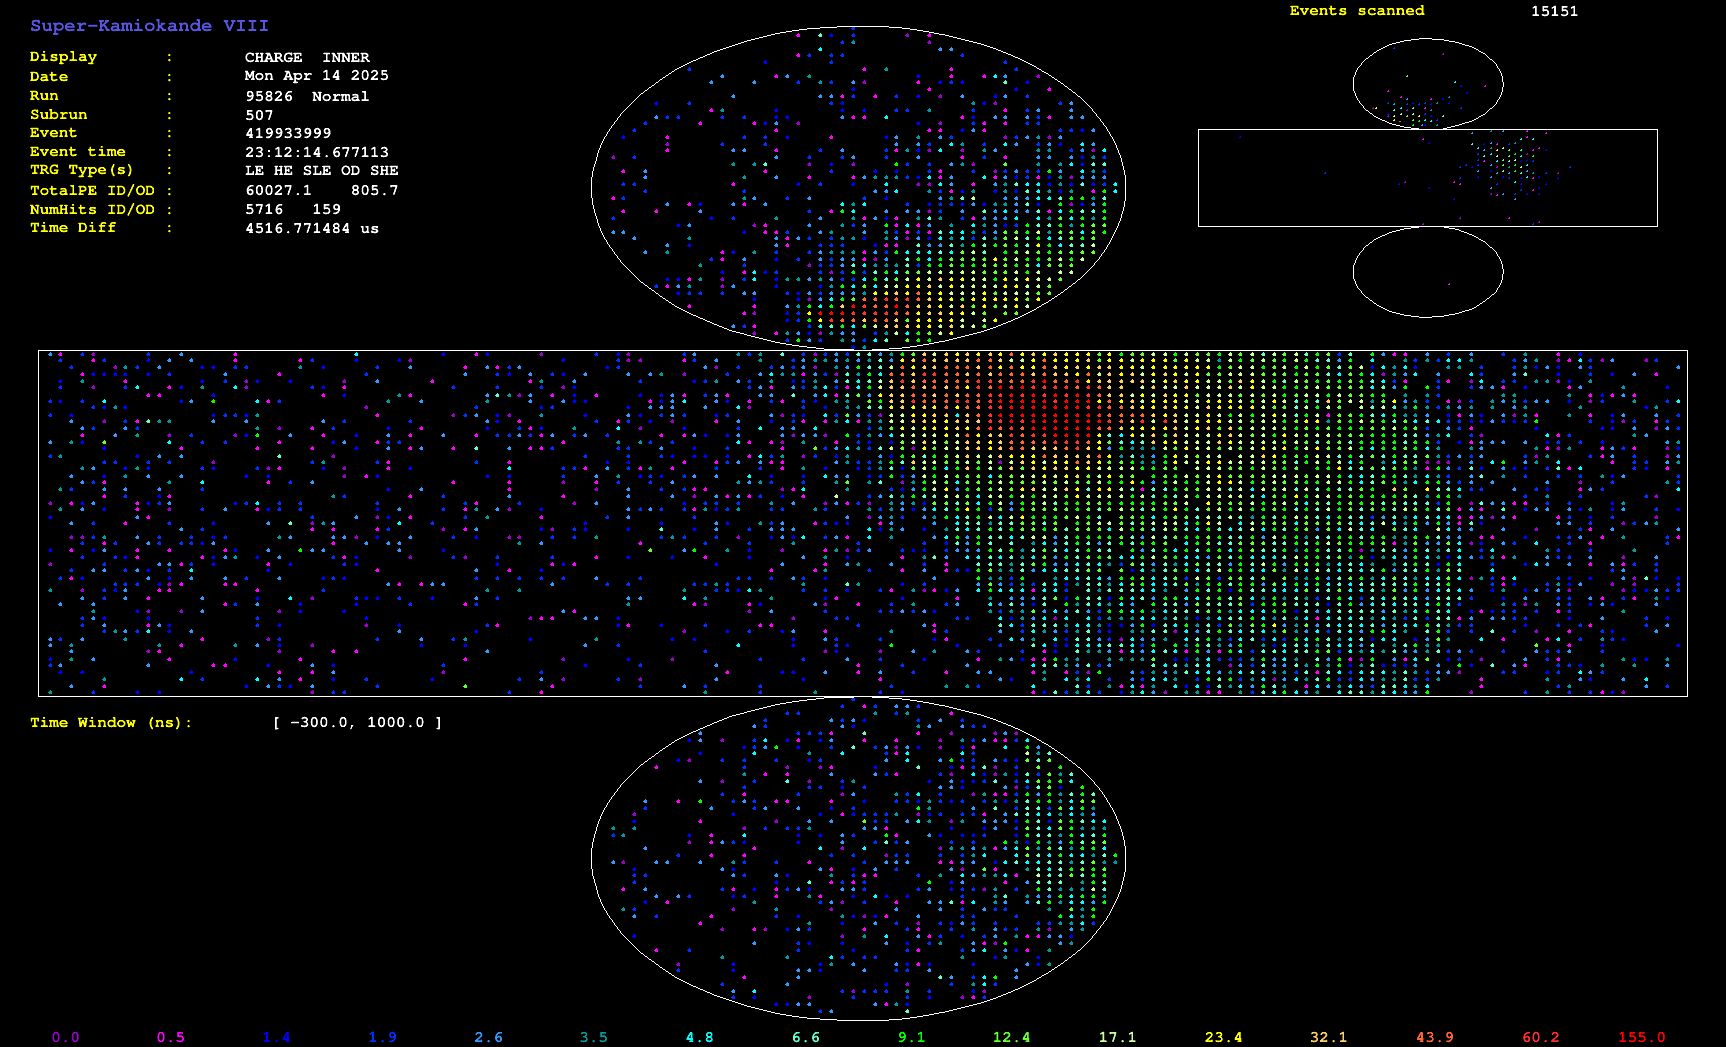 Super-Kamiokande VIII
Events scanned 15151
Display : CHARGE INNER
Date : Mon Apr 14 2025
Run : 95826 Normal
Subrun : 507
Event : 419933999
Event time : 23:12:14.677113
TRG Type(s) : LE HE SLE OD SHE
TotalPE ID/OD : 60027.1 805.7
NumHits ID/OD : 5716 159
Time Diff : 4516.771484 us
Time Window (ns): [ -300.0, 1000.0 ]
0.0 0.5 1.4 1.9 2.6 3.5 4.8 6.6 9.1 12.4 17.1 23.4 32.1 43.9 60.2 155.0